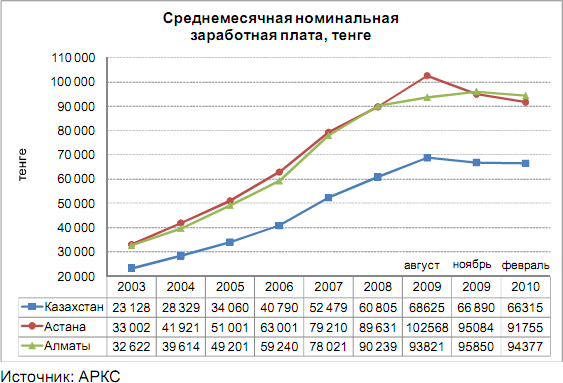 Среднемесячная номинальная
заработная плата, тенге
110 000
100 000
90 000
80 000
70 000
60 000
50 000
40 000
30 000
20 000
тенге
август ноябрь февраль
2003 2004 2005 2006 2007 2008 2009 2009 2010
Казахстан 23 128 28 329 34 060 40 790 52 479 60 805 68625 66 890 66315
Астана 33 002 41 921 51 001 63 001 79 210 89 631 102568 95084 91755
Алматы 32 622 39 614 49 201 59 240 78 021 90 239 93821 95850 94377
Источник: АРКС